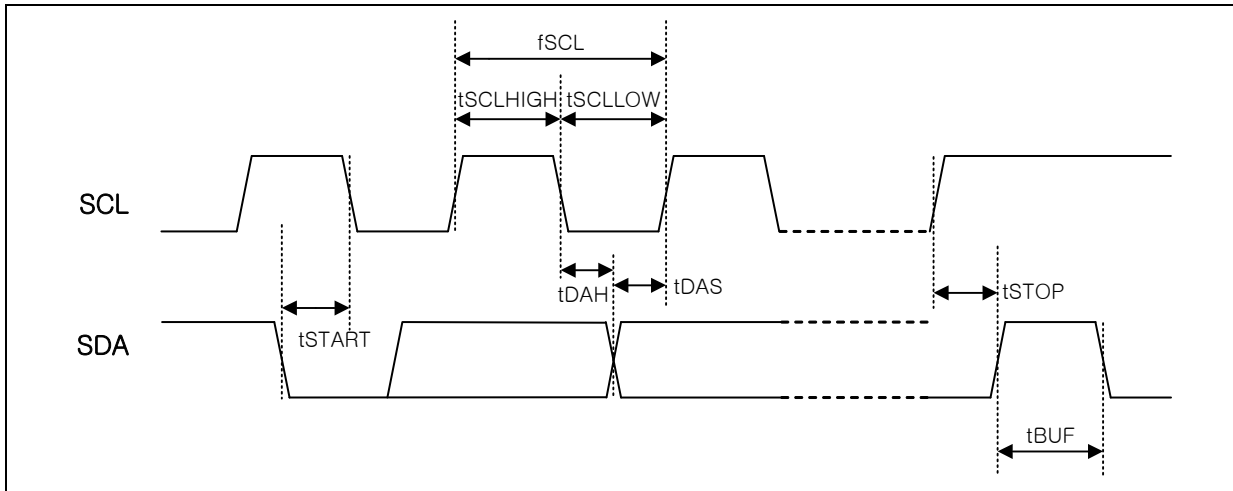 fSCL
tSCLHIGH tSCLLOW
SCL
tDAH
tDAS
tSTOP
tSTART
SDA
tBUF